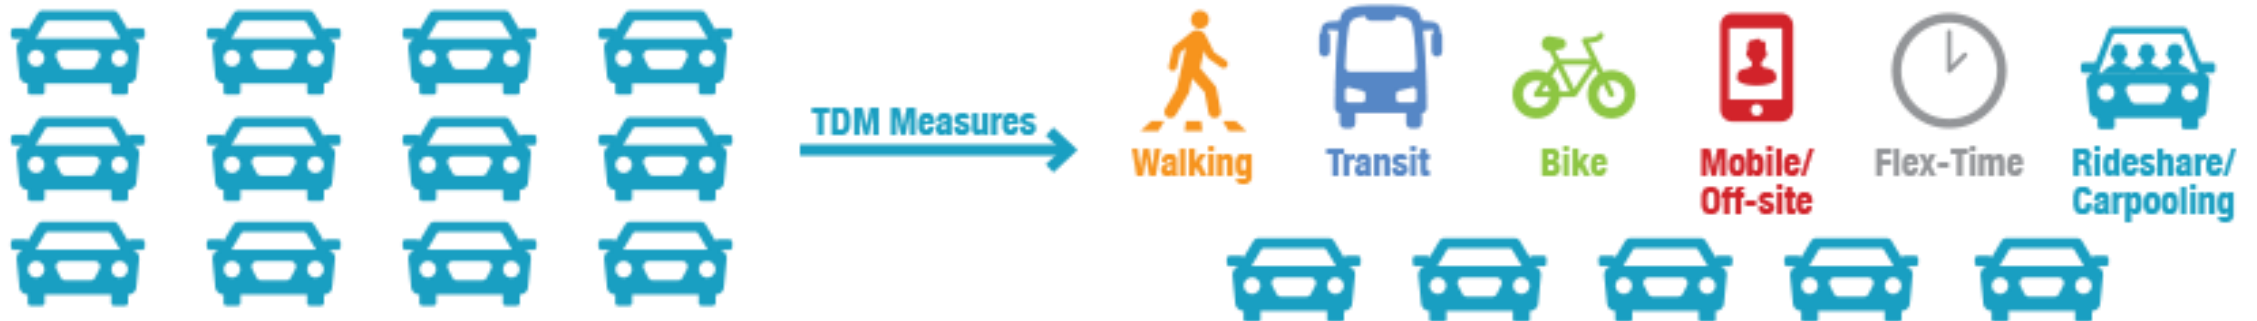 TDM Measures
Walking
Transit
Bike
Mobile/
Off-site
Flex-Time
Rideshare/
Carpooling